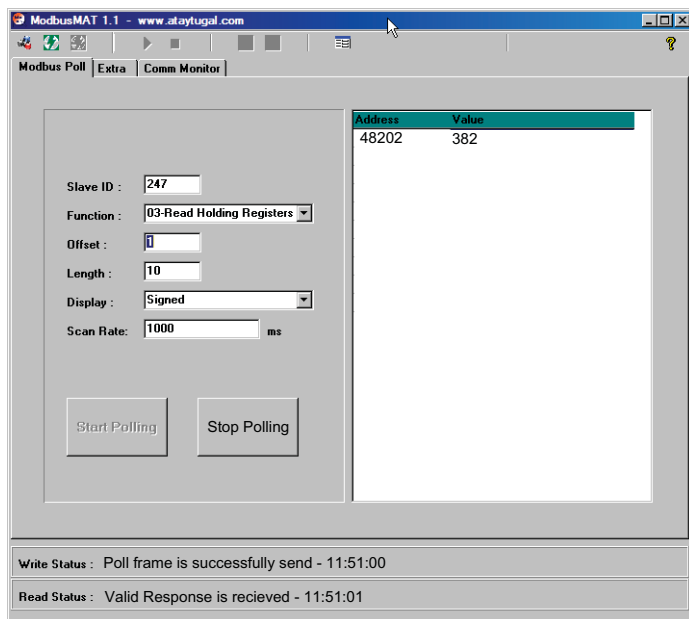 ModbusMAT 1.1 - www.ataytugal.com
Modbus Poll Extra Comm Monitor
Slave ID : 247
Function : 03-Read Holding Registers
Offset : 1
Length : 10
Display : Signed
Scan Rate: 1000 ms
Start Polling Stop Polling
Address Value
48202 382
Write Status : Poll frame is successfully send - 11:51:00
Read Status : Valid Response is recieved - 11:51:01